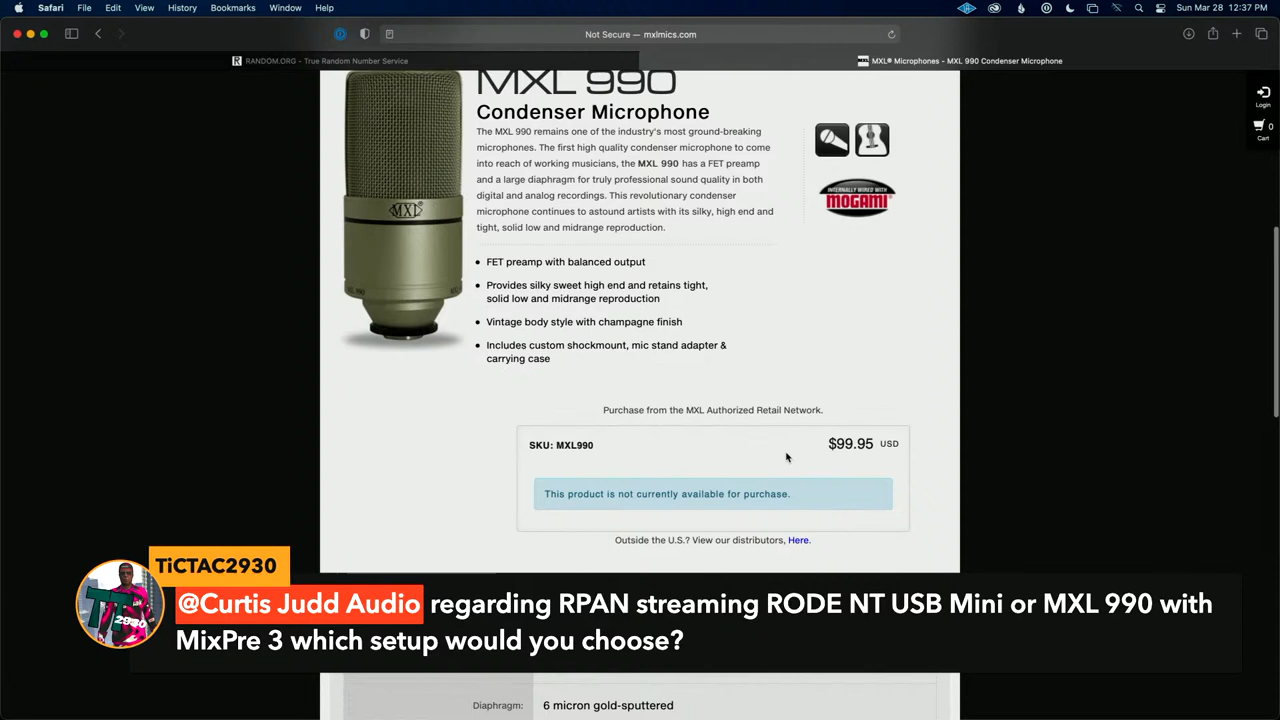 Safari File Edit View History Bookmarks Window Help
Sun Mar 28 12:37 PM
Not Secure — mxlmics.com
RANDOM.ORG - True Random Number Service
MXL® Microphones - MXL 990 Condenser Microphone
Login
0
Cart
MXL 990
Condenser Microphone
The MXL 990 remains one of the industry's most ground-breaking
microphones. The first high quality condenser microphone to come
into reach of working musicians, the MXL 990 has a FET preamp
and a large diaphragm for truly professional sound quality in both
digital and analog recordings. This revolutionary condenser
microphone continues to astound artists with its silky, high end and
tight, solid low and midrange reproduction.
INTERNALLY WIRED WITH
MOGAMI
MXL
• FET preamp with balanced output
• Provides silky sweet high end and retains tight,
solid low and midrange reproduction
• Vintage body style with champagne finish
• Includes custom shockmount, mic stand adapter &
carrying case
Purchase from the MXL Authorized Retail Network.
SKU: MXL990
$99.95 USD
This product is not currently available for purchase.
Outside the U.S.? View our distributors, Here.
TiCTAC2930
TT
2930
@Curtis Judd Audio regarding RPAN streaming RODE NT USB Mini or MXL 990 with
MixPre 3 which setup would you choose?
Diaphragm: 6 micron gold-sputtered